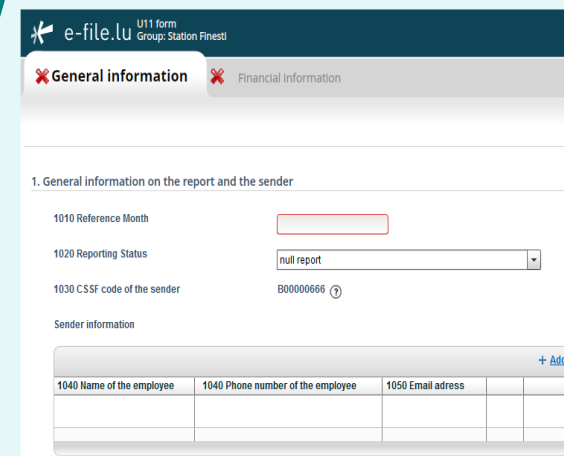 e-file.lu U11 form
Group: Station Finesti
General information Financial information
1. General information on the report and the sender
1010 Reference Month
1020 Reporting Status null report
1030 CSSF code of the sender B00000666 ?
Sender information
+ Add
1040 Name of the employee 1040 Phone number of the employee 1050 Email adress